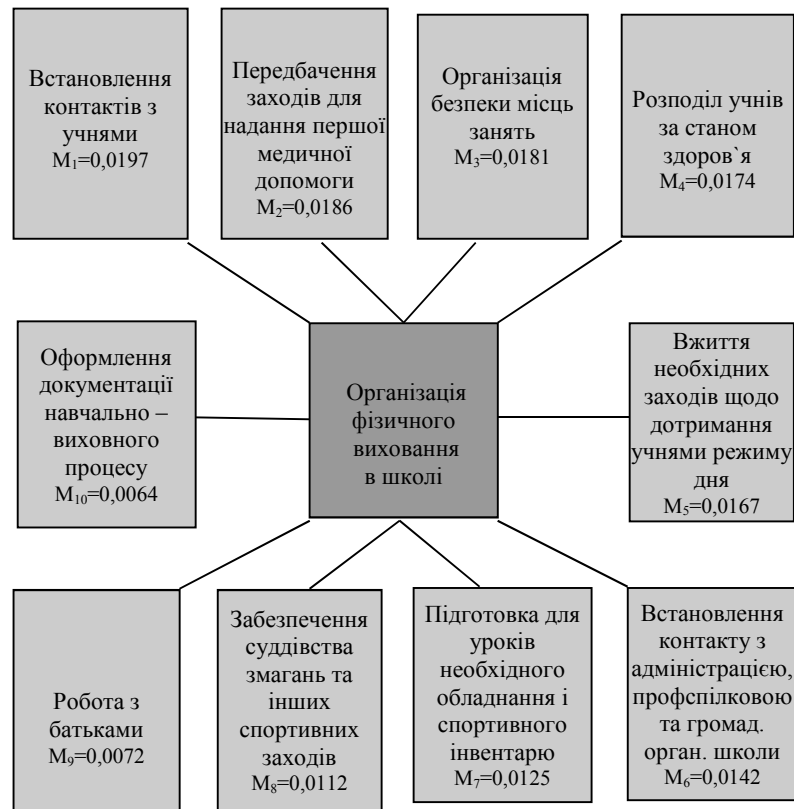 Встановлення
контактів з
учнями
M₁=0,0197
Передбачення
заходів для
надання першої
медичної
допомоги
M₂=0,0186
Організація
безпеки місць
занять
M₃=0,0181
Розподіл учнів
за станом
здоров`я
M₄=0,0174
Оформлення
документації
навчально –
виховного
процесу
M₁₀=0,0064
Організація
фізичного
виховання
в школі
Вжиття
необхідних
заходів щодо
дотримання
учнями режиму
дня
M₅=0,0167
Робота з
батьками
M₉=0,0072
Забезпечення
суддівства
змагань та
інших
спортивних
заходів
M₈=0,0112
Підготовка для
уроків
необхідного
обладнання і
спортивного
інвентарю
M₇=0,0125
Встановлення
контакту з
адміністрацією,
профспілковою
та громад.
орган. школи
M₆=0,0142